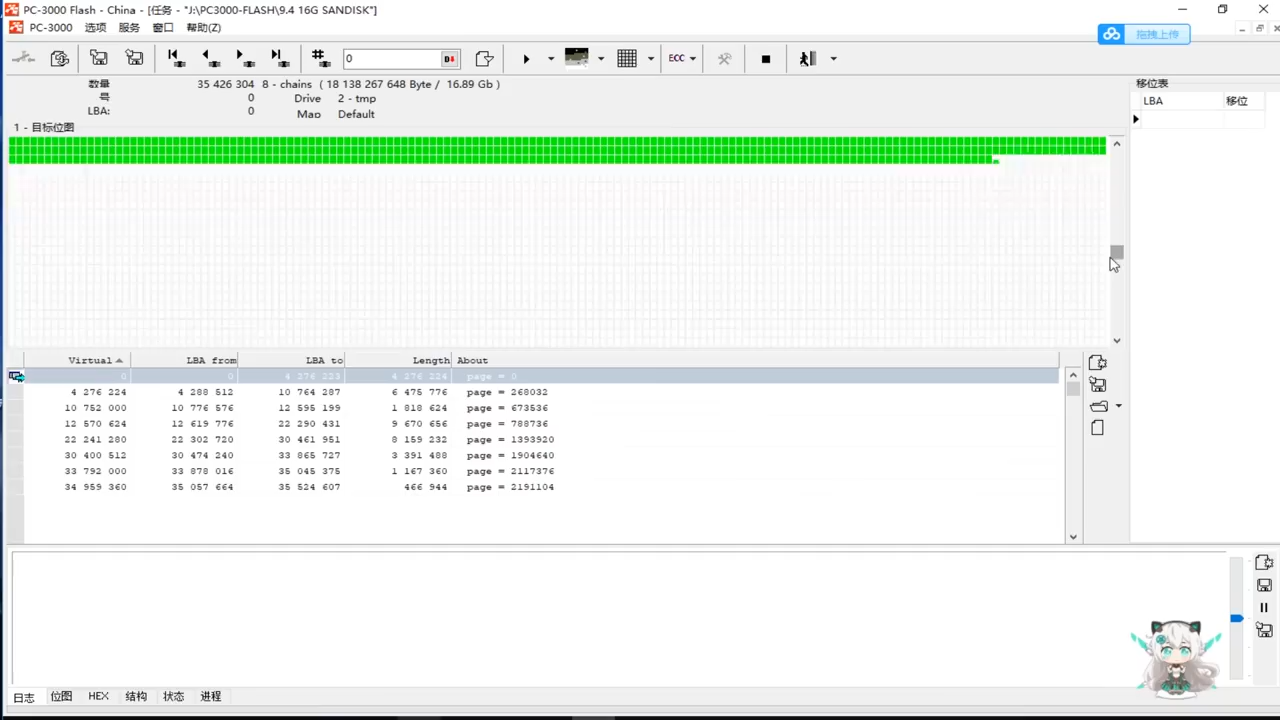 PC-3000 Flash - China - [任务 - "J:\PC3000-FLASH\9.4 16G SANDISK"]
PC-3000 选项 服务 窗口 帮助(Z)
拖拽上传
0
ECC
数量 35 426 304 8 - chains ( 18 138 267 648 Byte / 16.89 Gb )
号 0 Drive 2 - tmp
LBA: 0 Map Default
移位表
LBA 移位
1 - 目标位图
Virtual LBA from LBA to Length About
0 0 4 276 223 4 276 224 page = 0
4 276 224 4 288 512 10 764 287 6 475 776 page = 268032
10 752 000 10 776 576 12 595 199 1 818 624 page = 673536
12 570 624 12 619 776 22 290 431 9 670 656 page = 788736
22 241 280 22 302 720 30 461 951 8 159 232 page = 1393920
30 400 512 30 474 240 33 865 727 3 391 488 page = 1904640
33 792 000 33 878 016 35 045 375 1 167 360 page = 2117376
34 959 360 35 057 664 35 524 607 466 944 page = 2191104
日志 位图 HEX 结构 状态 进程